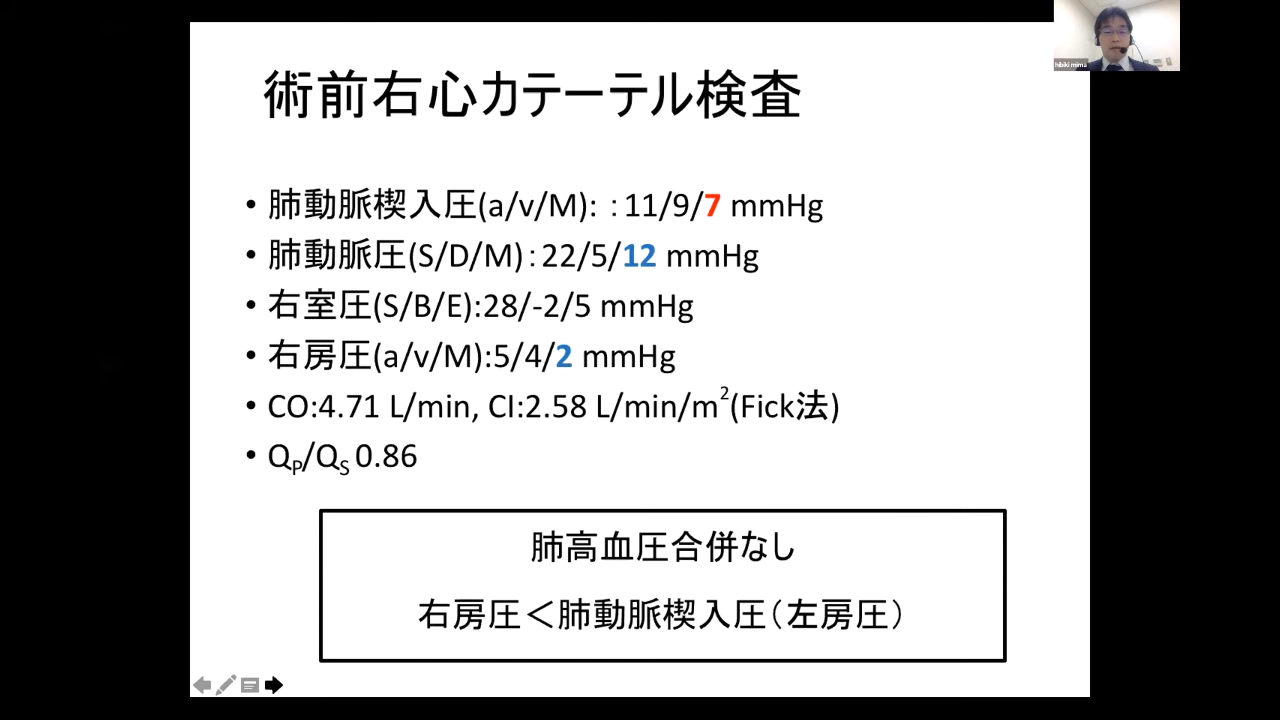 術前右心カテーテル検査
hibiki mima
• 肺動脈楔入圧(a/v/M): ：11/9/7 mmHg
• 肺動脈圧(S/D/M)：22/5/12 mmHg
• 右室圧(S/B/E):28/-2/5 mmHg
• 右房圧(a/v/M):5/4/2 mmHg
• CO:4.71 L/min, CI:2.58 L/min/m²(Fick法)
• QP/QS 0.86
肺高血圧合併なし
右房圧＜肺動脈楔入圧（左房圧）